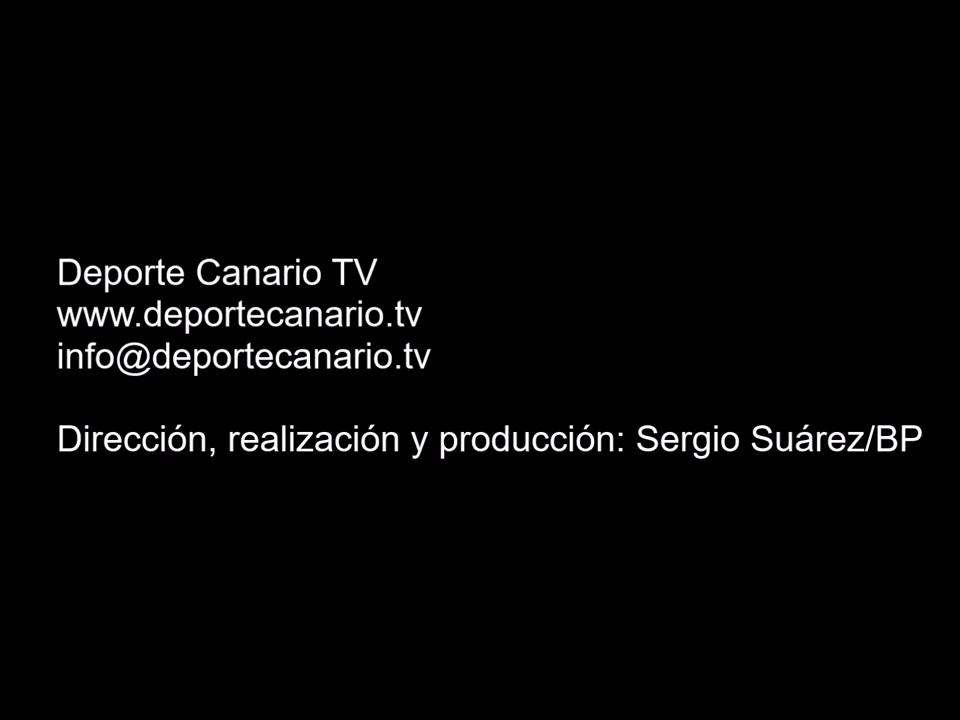 Deporte Canario TV
www.deportecanario.tv
info@deportecanario.tv
Dirección, realización y producción: Sergio Suárez/BP